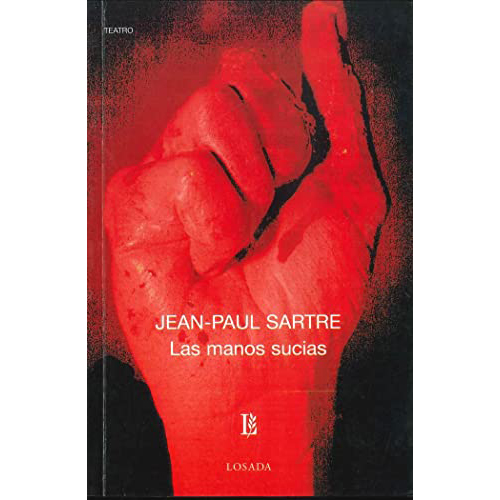 TEATRO
JEAN-PAUL SARTRE
Las manos sucias
L
LOSADA